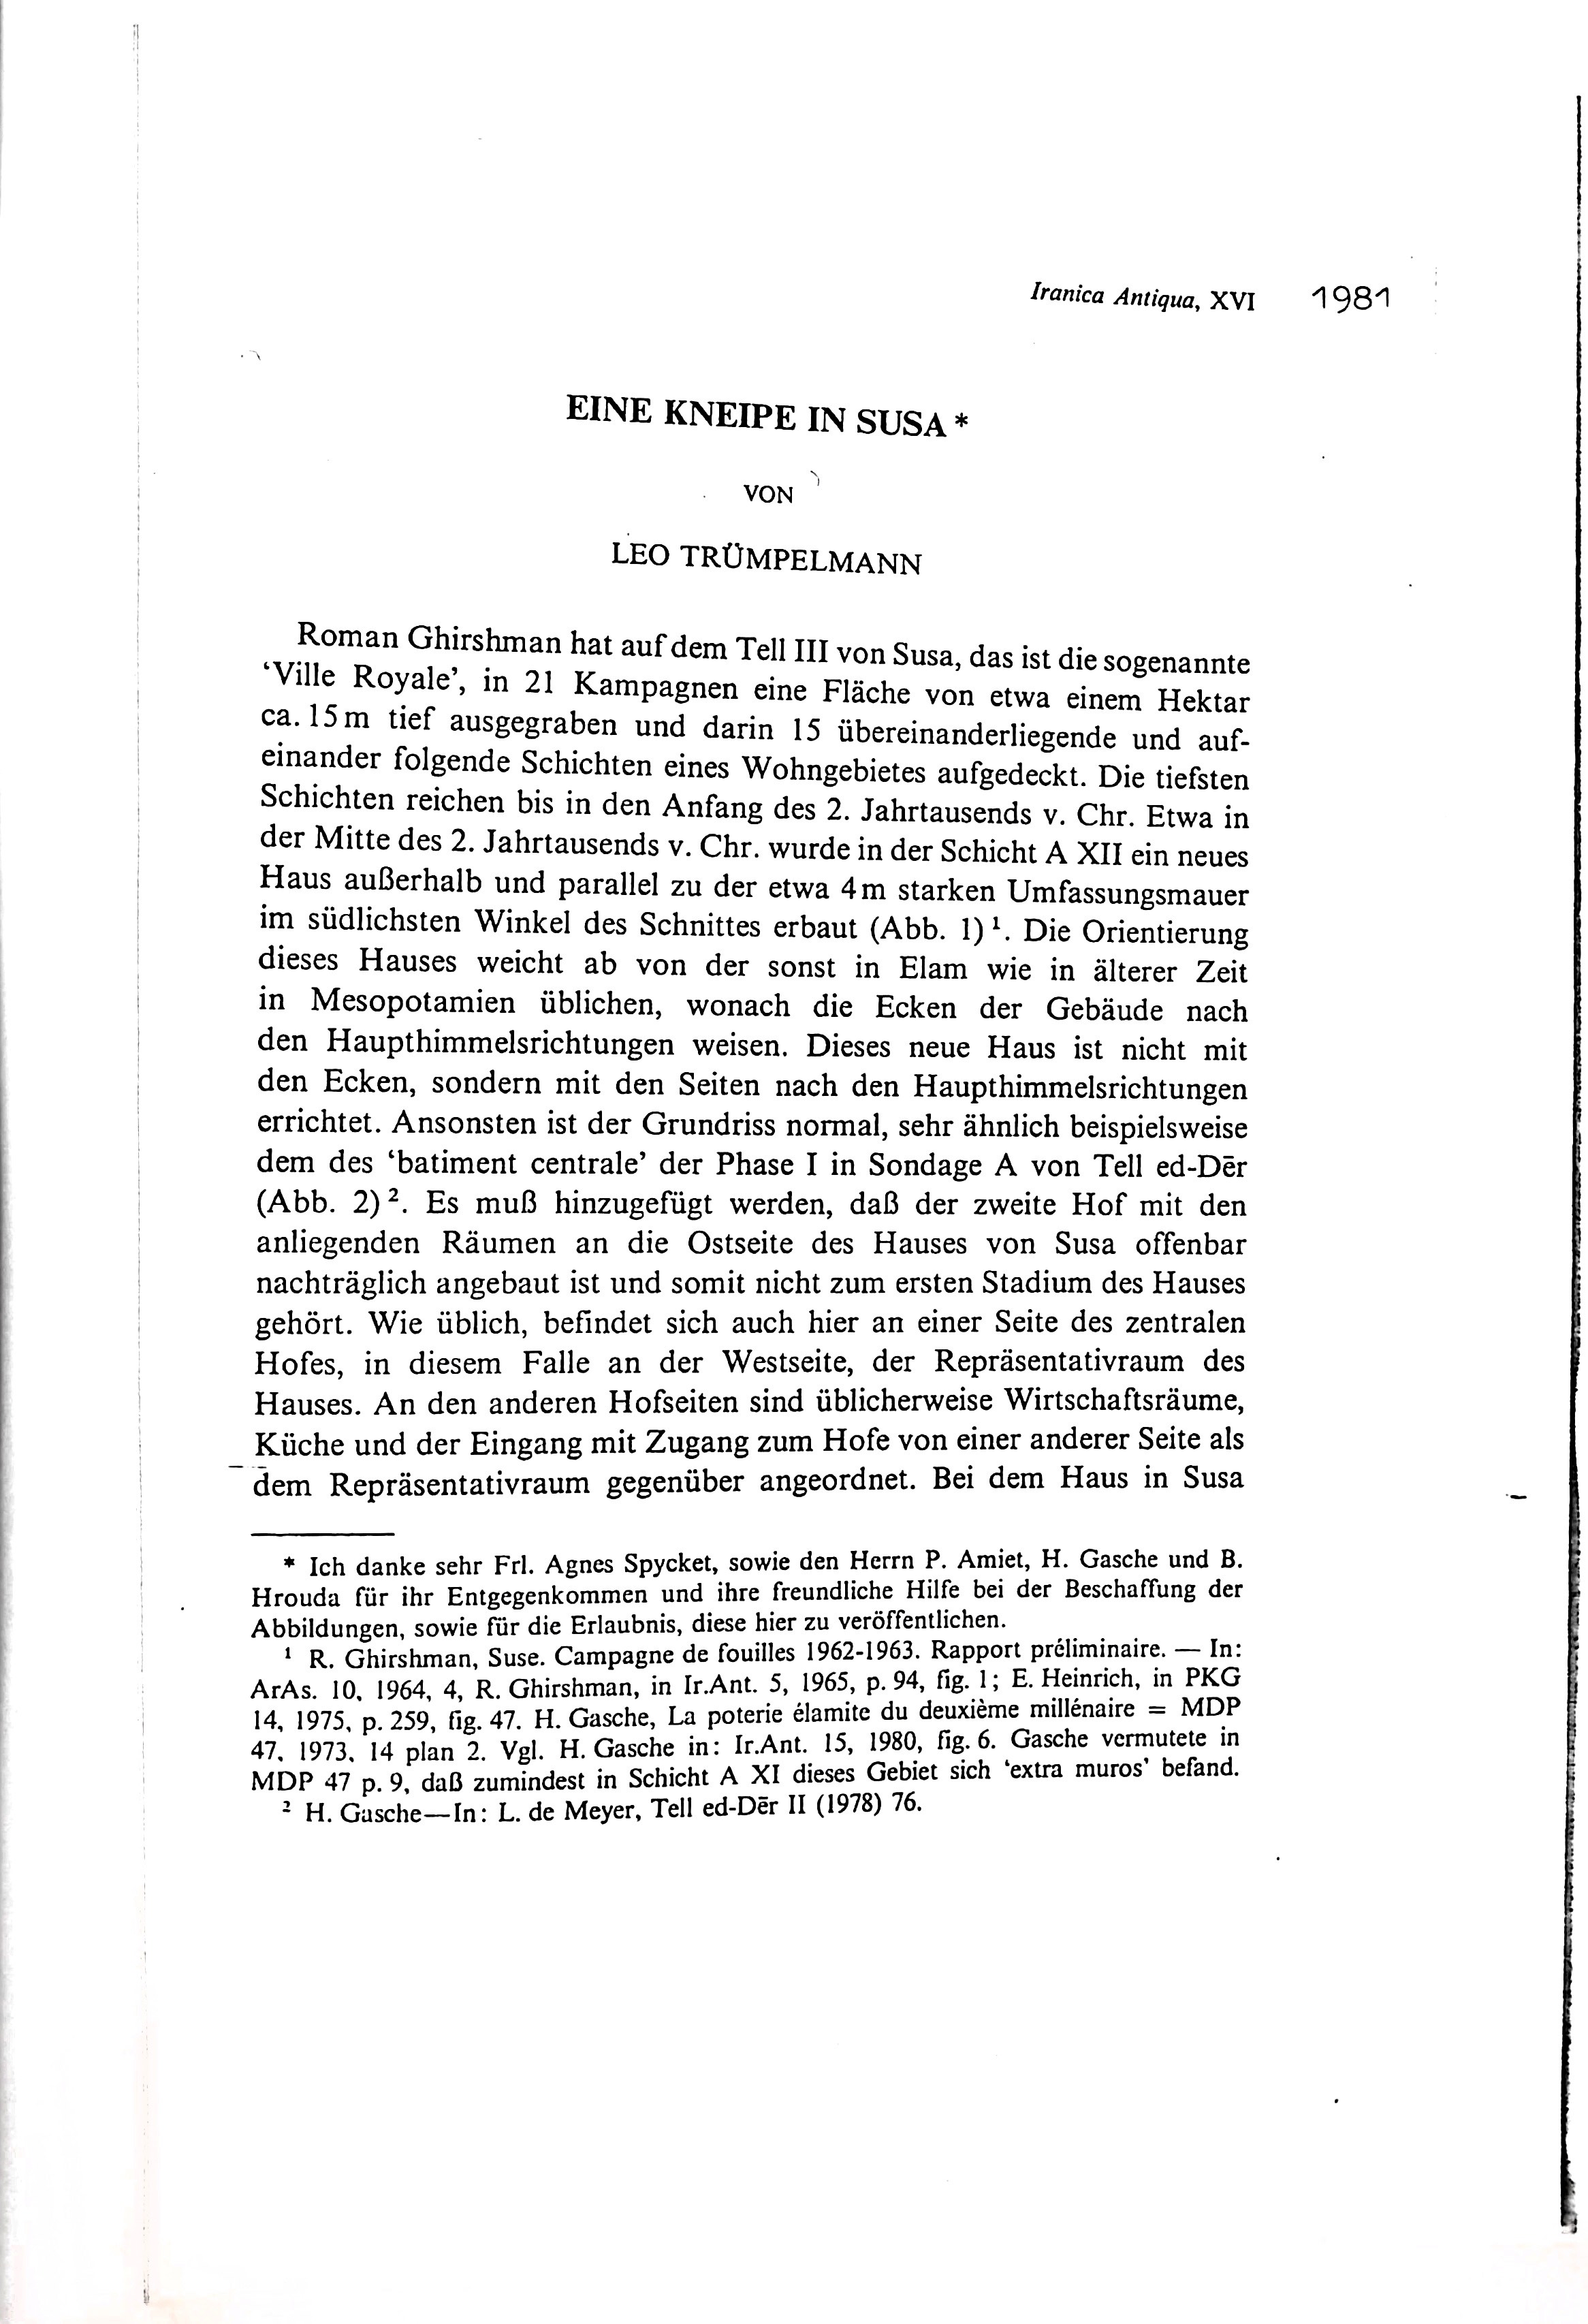 Iranica Antiqua, XVI 1981
EINE KNEIPE IN SUSA *
VON
LEO TRÜMPELMANN
Roman Ghirshman hat auf dem Tell III von Susa, das ist die sogenannte
‘Ville Royale’, in 21 Kampagnen eine Fläche von etwa einem Hektar
ca. 15 m tief ausgegraben und darin 15 übereinanderliegende und auf-
einander folgende Schichten eines Wohngebietes aufgedeckt. Die tiefsten
Schichten reichen bis in den Anfang des 2. Jahrtausends v. Chr. Etwa in
der Mitte des 2. Jahrtausends v. Chr. wurde in der Schicht A XII ein neues
Haus außerhalb und parallel zu der etwa 4 m starken Umfassungsmauer
im südlichsten Winkel des Schnittes erbaut (Abb. 1) ¹. Die Orientierung
dieses Hauses weicht ab von der sonst in Elam wie in älterer Zeit
in Mesopotamien üblichen, wonach die Ecken der Gebäude nach
den Haupthimmelsrichtungen weisen. Dieses neue Haus ist nicht mit
den Ecken, sondern mit den Seiten nach den Haupthimmelsrichtungen
errichtet. Ansonsten ist der Grundriss normal, sehr ähnlich beispielsweise
dem des ‘batiment centrale’ der Phase I in Sondage A von Tell ed-Dēr
(Abb. 2) ². Es muß hinzugefügt werden, daß der zweite Hof mit den
anliegenden Räumen an die Ostseite des Hauses von Susa offenbar
nachträglich angebaut ist und somit nicht zum ersten Stadium des Hauses
gehört. Wie üblich, befindet sich auch hier an einer Seite des zentralen
Hofes, in diesem Falle an der Westseite, der Repräsentativraum des
Hauses. An den anderen Hofseiten sind üblicherweise Wirtschaftsräume,
Küche und der Eingang mit Zugang zum Hofe von einer anderer Seite als
dem Repräsentativraum gegenüber angeordnet. Bei dem Haus in Susa
* Ich danke sehr Frl. Agnes Spycket, sowie den Herrn P. Amiet, H. Gasche und B.
Hrouda für ihr Entgegenkommen und ihre freundliche Hilfe bei der Beschaffung der
Abbildungen, sowie für die Erlaubnis, diese hier zu veröffentlichen.
¹ R. Ghirshman, Suse. Campagne de fouilles 1962-1963. Rapport préliminaire. — In:
ArAs. 10, 1964, 4, R. Ghirshman, in Ir.Ant. 5, 1965, p. 94, fig. 1; E. Heinrich, in PKG
14, 1975, p. 259, fig. 47. H. Gasche, La poterie élamite du deuxième millénaire = MDP
47, 1973, 14 plan 2. Vgl. H. Gasche in: Ir.Ant. 15, 1980, fig. 6. Gasche vermutete in
MDP 47 p. 9, daß zumindest in Schicht A XI dieses Gebiet sich ‘extra muros’ befand.
² H. Gasche—In: L. de Meyer, Tell ed-Dēr II (1978) 76.